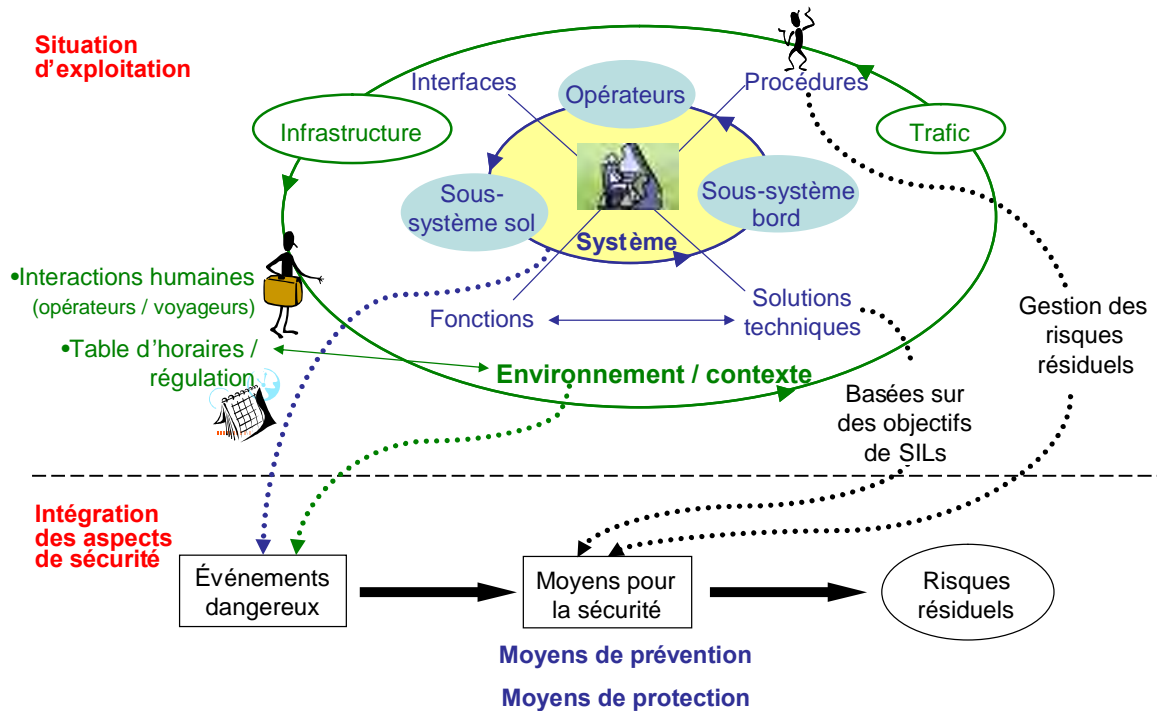 Situation
d'exploitation
Interfaces
Opérateurs
Procédures
Infrastructure
Trafic
Sous-
système sol
Sous-système
bord
Système
•Interactions humaines
(opérateurs / voyageurs)
Fonctions
Solutions
techniques
Gestion des
risques
résiduels
•Table d'horaires /
régulation
Environnement / contexte
Basées sur
des objectifs
de SILs
Intégration
des aspects
de sécurité
Événements
dangereux
Moyens pour
la sécurité
Risques
résiduels
Moyens de prévention
Moyens de protection